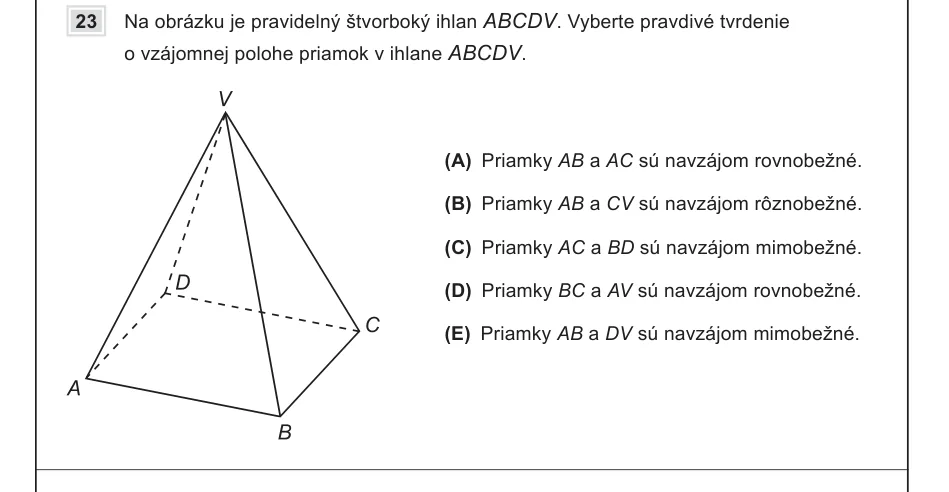 23 Na obrázku je pravidelný štvorboký ihlan ABCDV. Vyberte pravdivé tvrdenie
o vzájomnej polohe priamok v ihlane ABCDV.
V
D
C
A
B
(A) Priamky AB a AC sú navzájom rovnobežné.
(B) Priamky AB a CV sú navzájom rôznobežné.
(C) Priamky AC a BD sú navzájom mimobežné.
(D) Priamky BC a AV sú navzájom rovnobežné.
(E) Priamky AB a DV sú navzájom mimobežné.